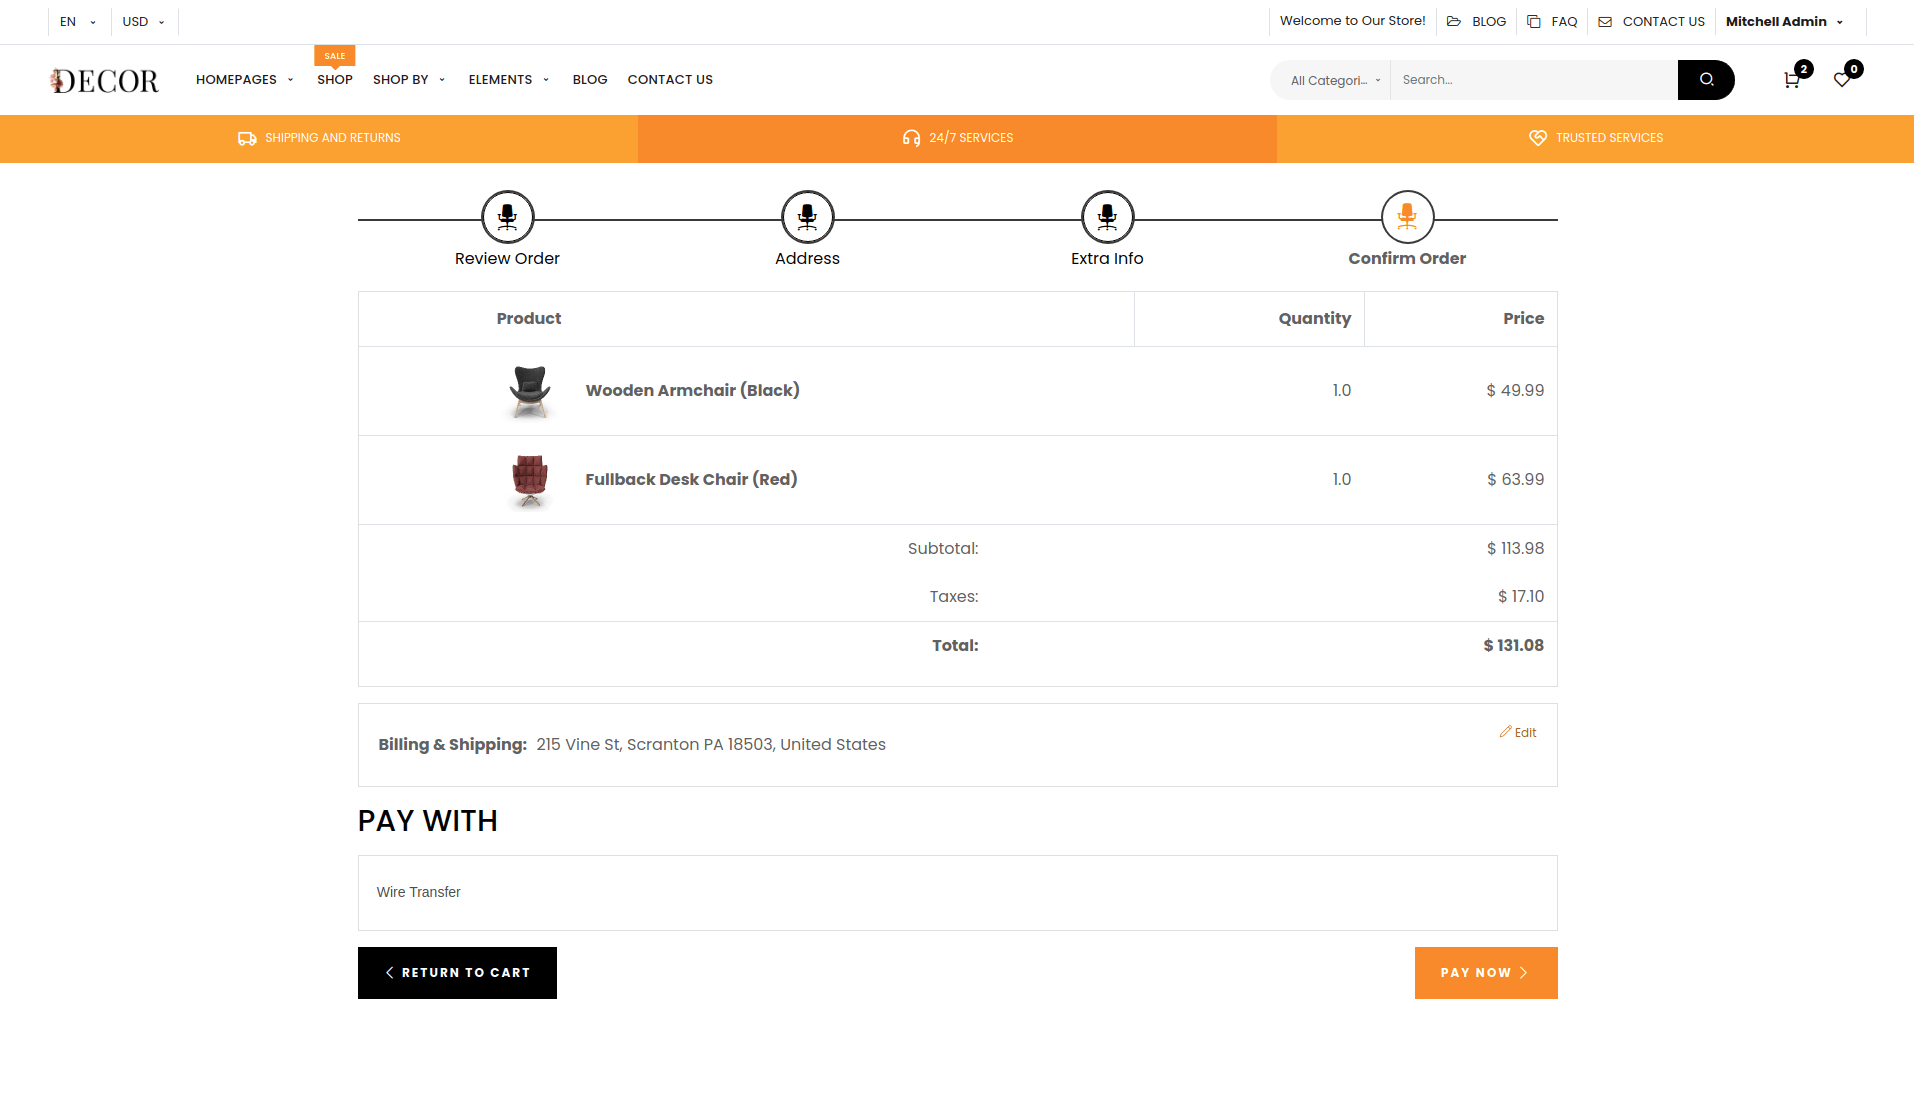 EN USD Welcome to Our Store! BLOG FAQ CONTACT US Mitchell Admin
SALE
DECOR HOMEPAGES SHOP SHOP BY ELEMENTS BLOG CONTACT US All Categori... Search... 2 0
SHIPPING AND RETURNS 24/7 SERVICES TRUSTED SERVICES
Review Order Address Extra Info Confirm Order
Product Quantity Price
Wooden Armchair (Black) 1.0 $ 49.99
Fullback Desk Chair (Red) 1.0 $ 63.99
Subtotal: $ 113.98
Taxes: $ 17.10
Total: $ 131.08
Billing & Shipping: 215 Vine St, Scranton PA 18503, United States Edit
PAY WITH
Wire Transfer
RETURN TO CART PAY NOW